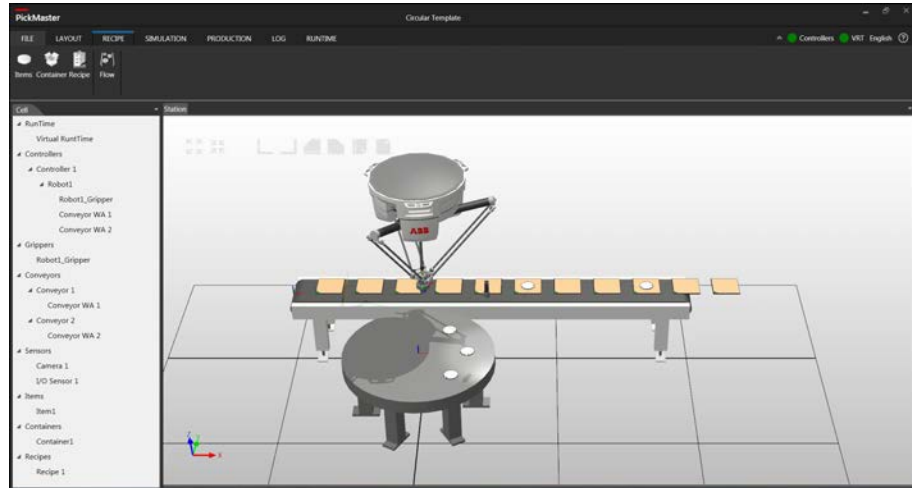 PickMaster
Circular Template
FILE LAYOUT RECIPE SIMULATION PRODUCTION LOG RUNTIME
Controllers VRT English
Items Container Recipe Flow
Cell
Station
RunTime
Virtual RuntTime
Controllers
Controller 1
Robot1
Robot1_Gripper
Conveyor WA 1
Conveyor WA 2
Grippers
Robot1_Gripper
Conveyors
Conveyor 1
Conveyor WA 1
Conveyor 2
Conveyor WA 2
Sensors
Camera 1
I/O Sensor 1
Items
Item1
Containers
Container1
Recipes
Recipe 1
ABB
Z
Y
X